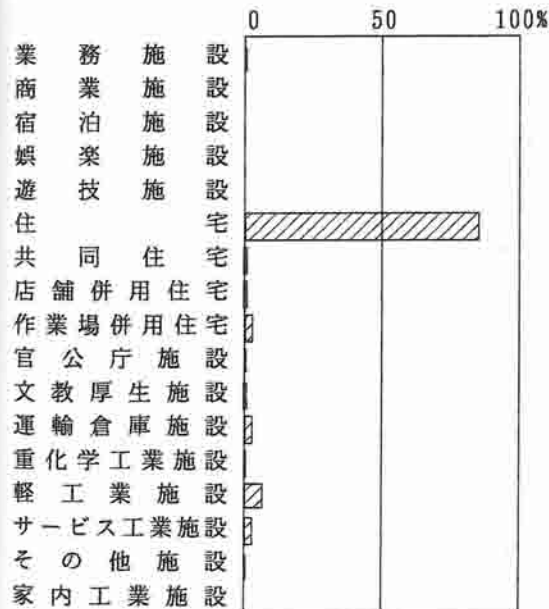 0 50 100%
業務施設
商業施設
宿泊施設
娯楽施設
遊技施設
住宅
共同住宅
店舗併用住宅
作業場併用住宅
官公庁施設
文教厚生施設
運輸倉庫施設
重化学工業施設
軽工業施設
サービス工業施設
その他施設
家内工業施設